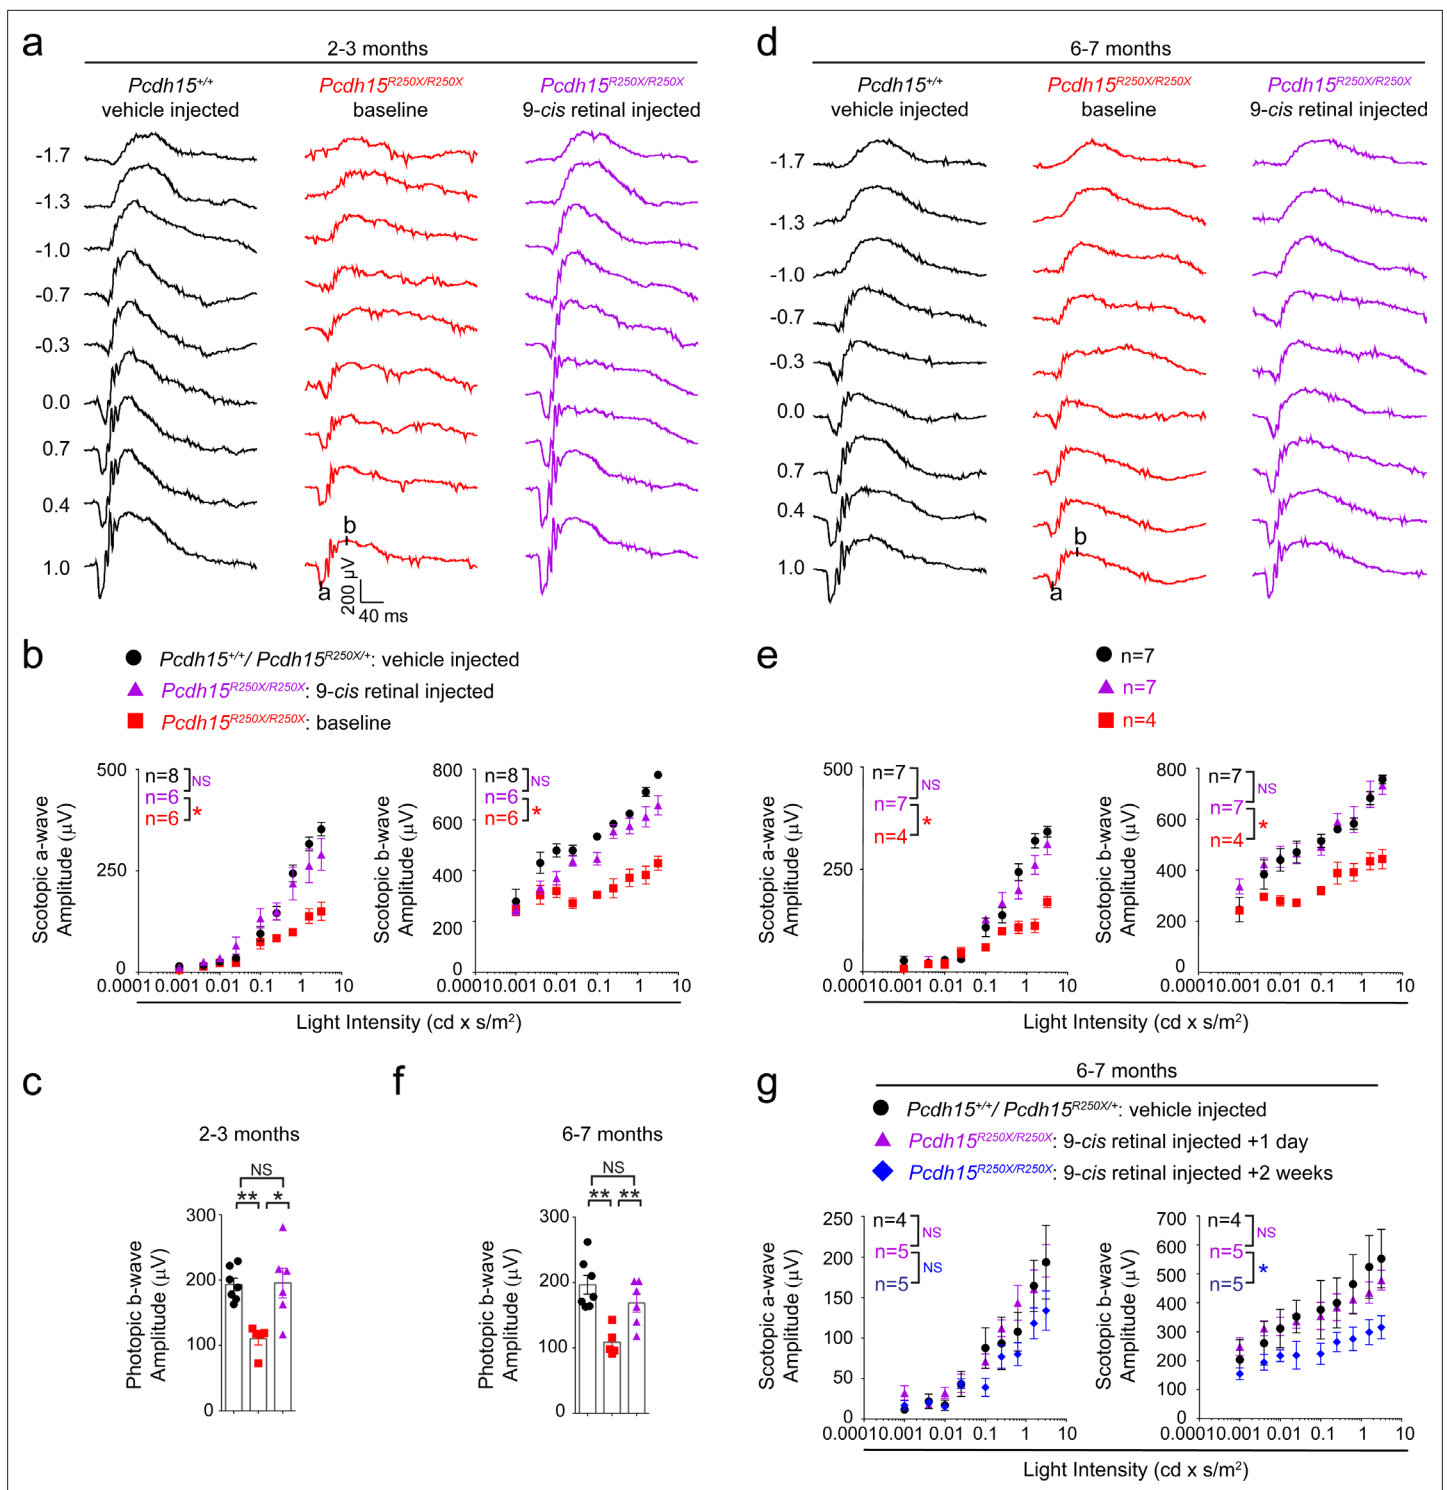 a
2-3 months
Pcdh15+/+
vehicle injected
Pcdh15R250X/R250X
baseline
Pcdh15R250X/R250X
9-cis retinal injected
-1.7
-1.3
-1.0
-0.7
-0.3
0.0
0.7
0.4
1.0
b
a
200 μV
40 ms
d
6-7 months
Pcdh15+/+
vehicle injected
Pcdh15R250X/R250X
baseline
Pcdh15R250X/R250X
9-cis retinal injected
-1.7
-1.3
-1.0
-0.7
-0.3
0.0
0.7
0.4
1.0
b
a
b
Pcdh15+/+/ Pcdh15R250X/+: vehicle injected
Pcdh15R250X/R250X: 9-cis retinal injected
Pcdh15R250X/R250X: baseline
Scotopic a-wave
Amplitude (μV)
500
250
0
n=8
n=6
n=6
NS
*
0.0001
0.001
0.01
0.1
1
10
Scotopic b-wave
Amplitude (μV)
800
600
400
200
0
n=8
n=6
n=6
NS
*
0.0001
0.001
0.01
0.1
1
10
Light Intensity (cd x s/m2)
e
n=7
n=7
n=4
Scotopic a-wave
Amplitude (μV)
500
250
0
n=7
n=7
n=4
NS
*
0.0001
0.001
0.01
0.1
1
10
Scotopic b-wave
Amplitude (μV)
800
600
400
200
0
n=7
n=7
n=4
NS
*
0.0001
0.001
0.01
0.1
1
10
Light Intensity (cd x s/m2)
c
2-3 months
NS
**
*
Photopic b-wave
Amplitude (μV)
300
200
100
0
f
6-7 months
NS
**
**
Photopic b-wave
Amplitude (μV)
300
200
100
0
g
6-7 months
Pcdh15+/+/ Pcdh15R250X/+: vehicle injected
Pcdh15R250X/R250X: 9-cis retinal injected +1 day
Pcdh15R250X/R250X: 9-cis retinal injected +2 weeks
Scotopic a-wave
Amplitude (μV)
250
200
150
100
50
0
n=4
n=5
n=5
NS
NS
0.0001
0.001
0.01
0.1
1
10
Scotopic b-wave
Amplitude (μV)
700
600
500
400
300
200
100
0
n=4
n=5
n=5
NS
*
0.0001
0.001
0.01
0.1
1
10
Light Intensity (cd x s/m2)